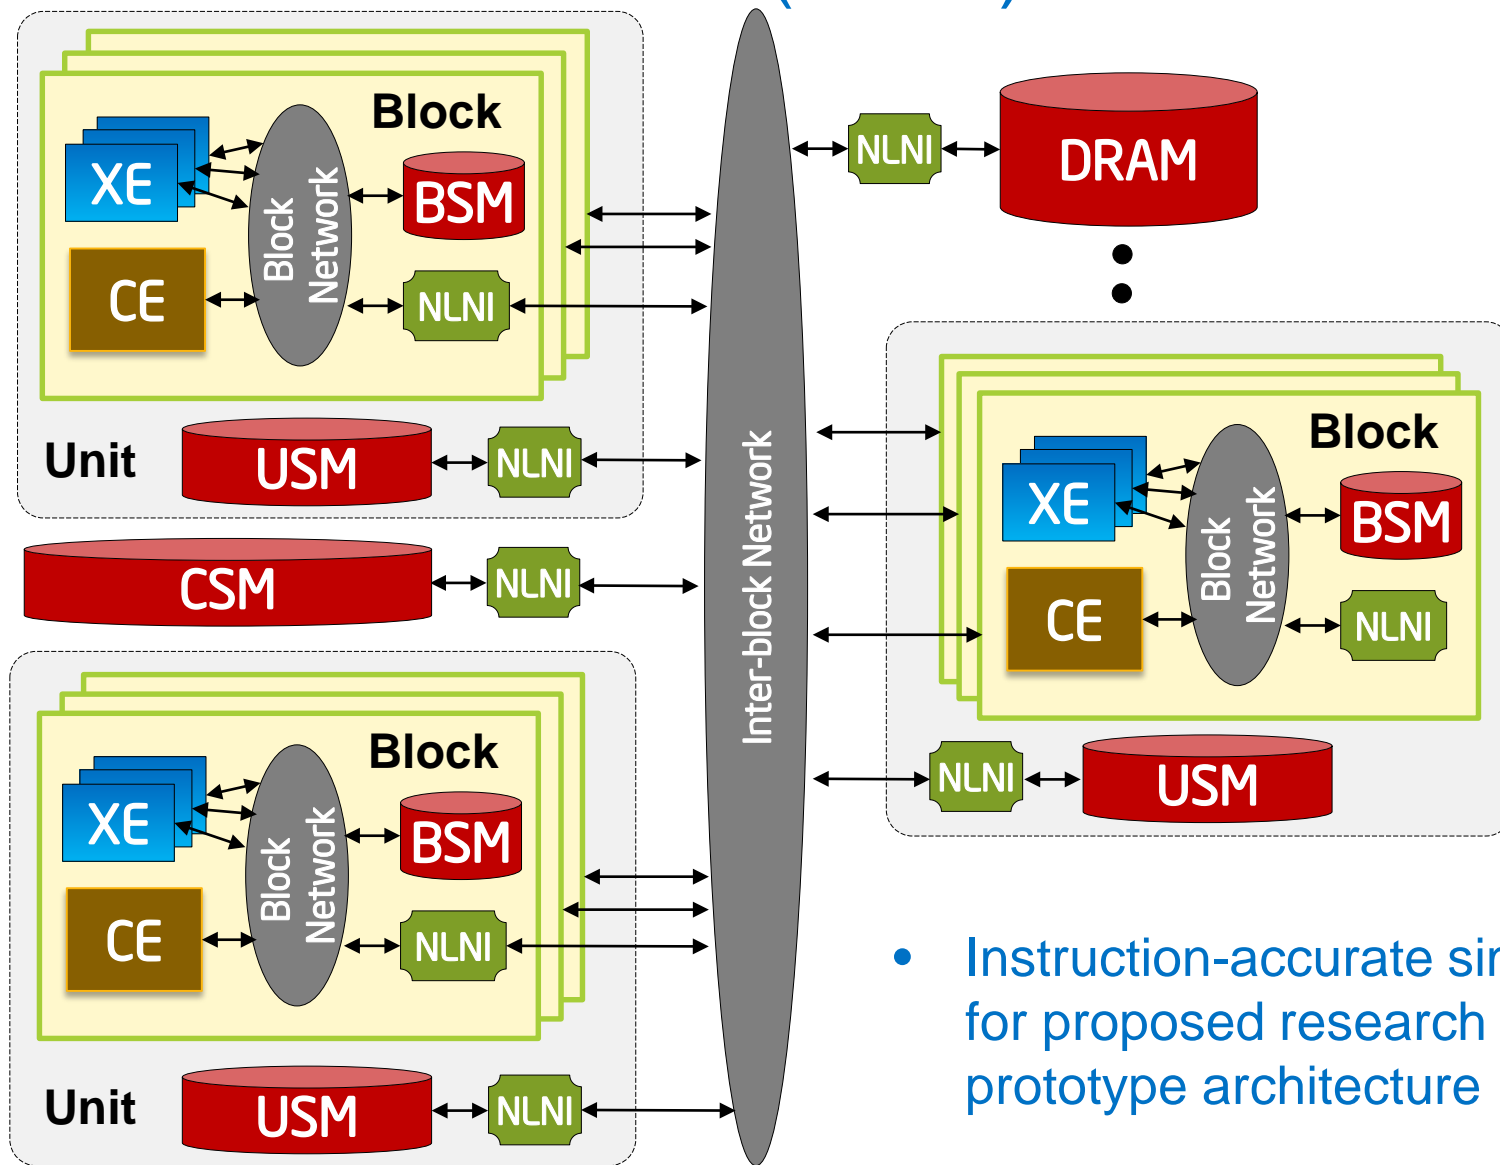 Block
XE
CE
Block
Network
BSM
NLNI
Unit
USM
NLNI
CSM
NLNI
Block
XE
CE
Block
Network
BSM
NLNI
Unit
USM
NLNI
Inter-block Network
NLNI
DRAM
Block
XE
CE
Block
Network
BSM
NLNI
NLNI
USM
• Instruction-accurate
for proposed research
prototype architecture